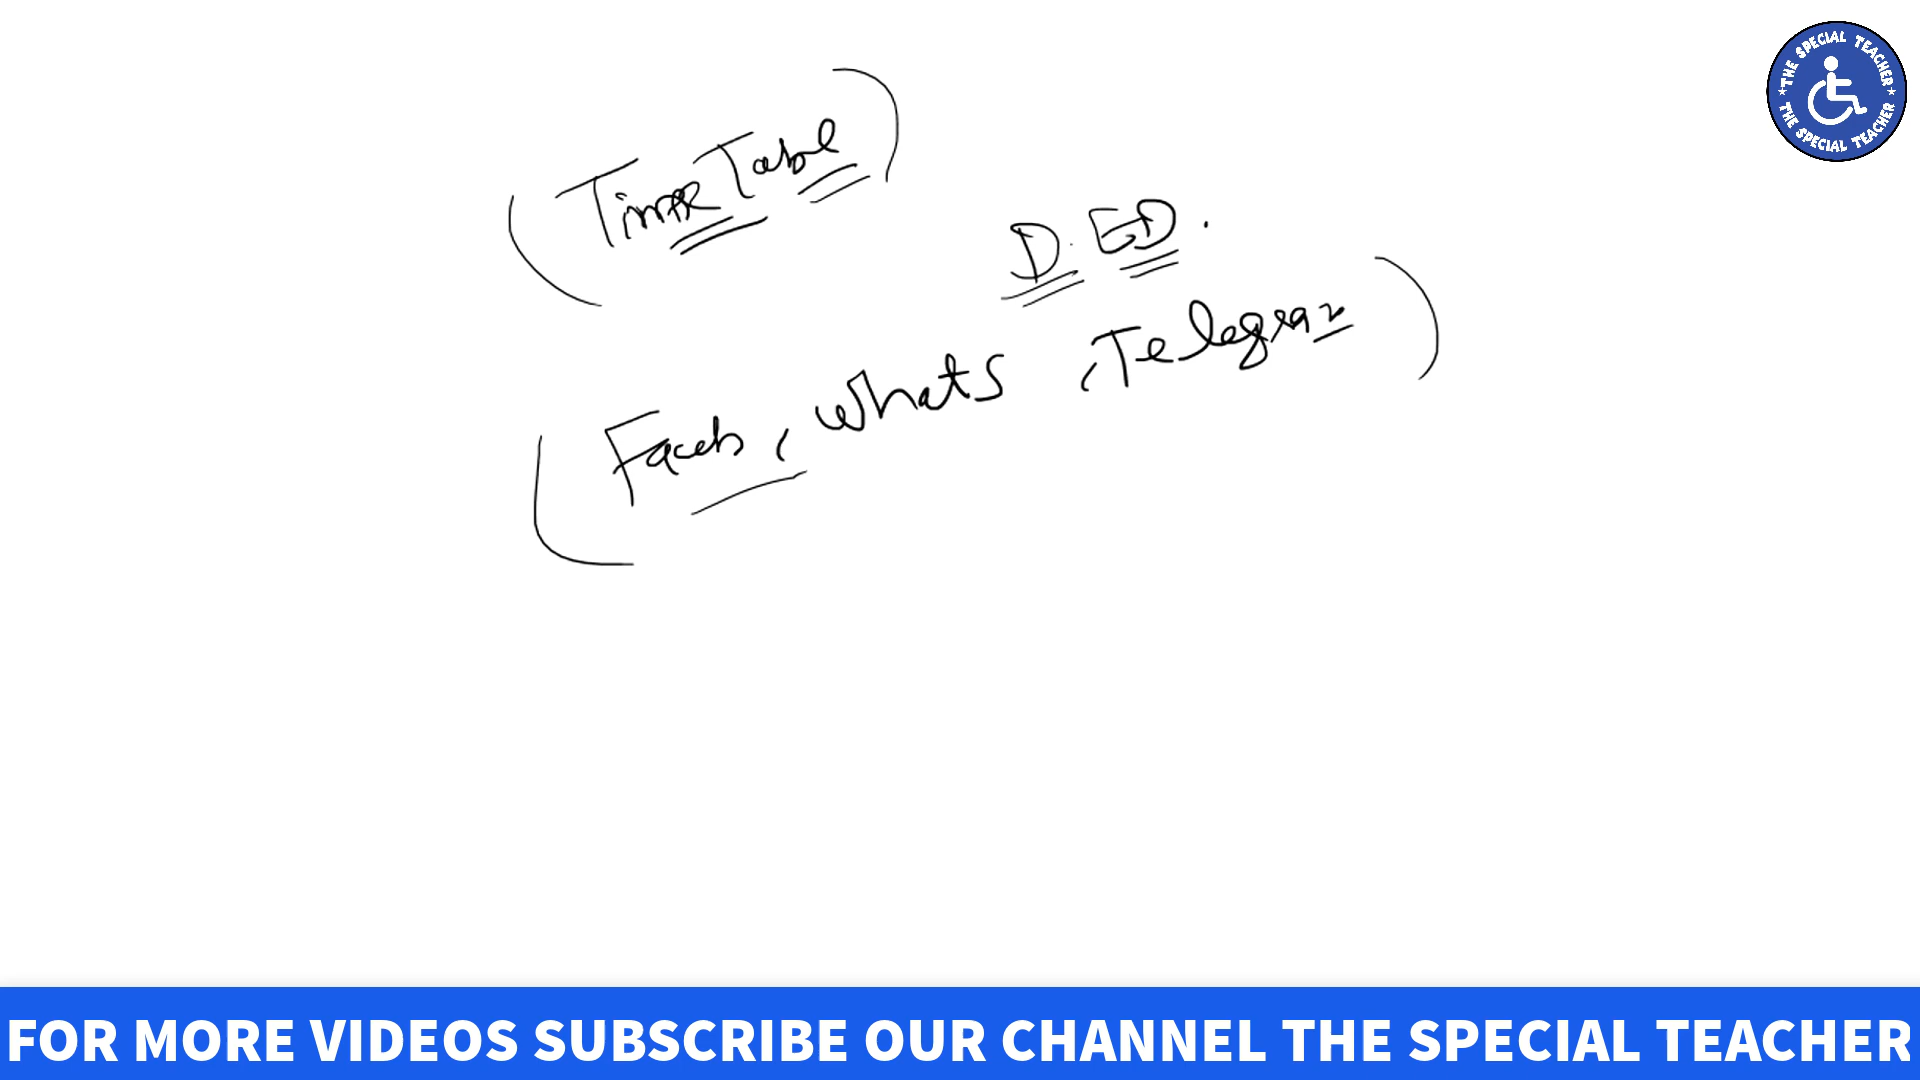 THE SPECIAL TEACHER
THE SPECIAL TEACHER
(Time Table)
D.ED.
(Faceb, whats, Telegram)
FOR MORE VIDEOS SUBSCRIBE OUR CHANNEL THE SPECIAL TEACHER